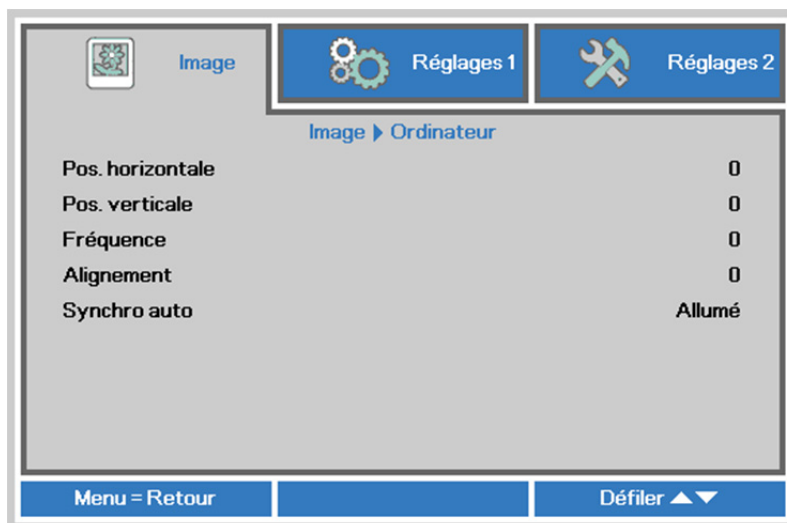 Image
Réglages 1
Réglages 2
Image ▶ Ordinateur
Pos. horizontale 0
Pos. verticale 0
Fréquence 0
Alignement 0
Synchro auto Allumé
Menu = Retour
Défiler ▲▼